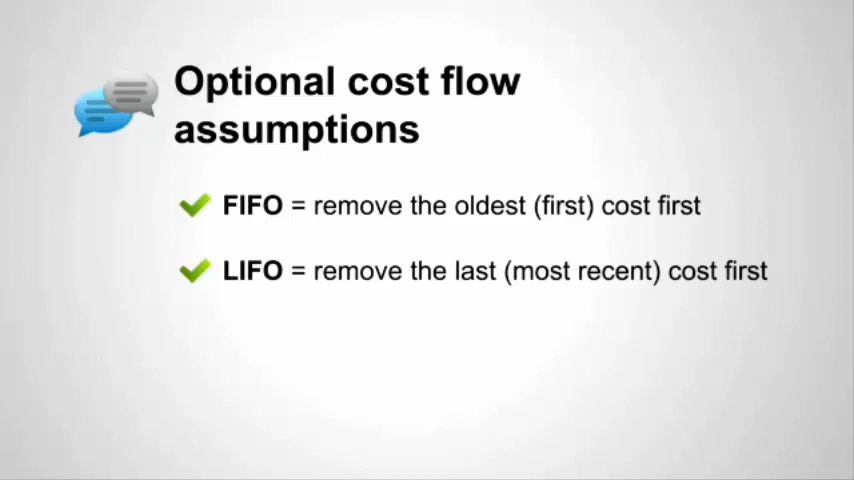 Optional cost flow
assumptions
FIFO = remove the oldest (first) cost first
LIFO = remove the last (most recent) cost first